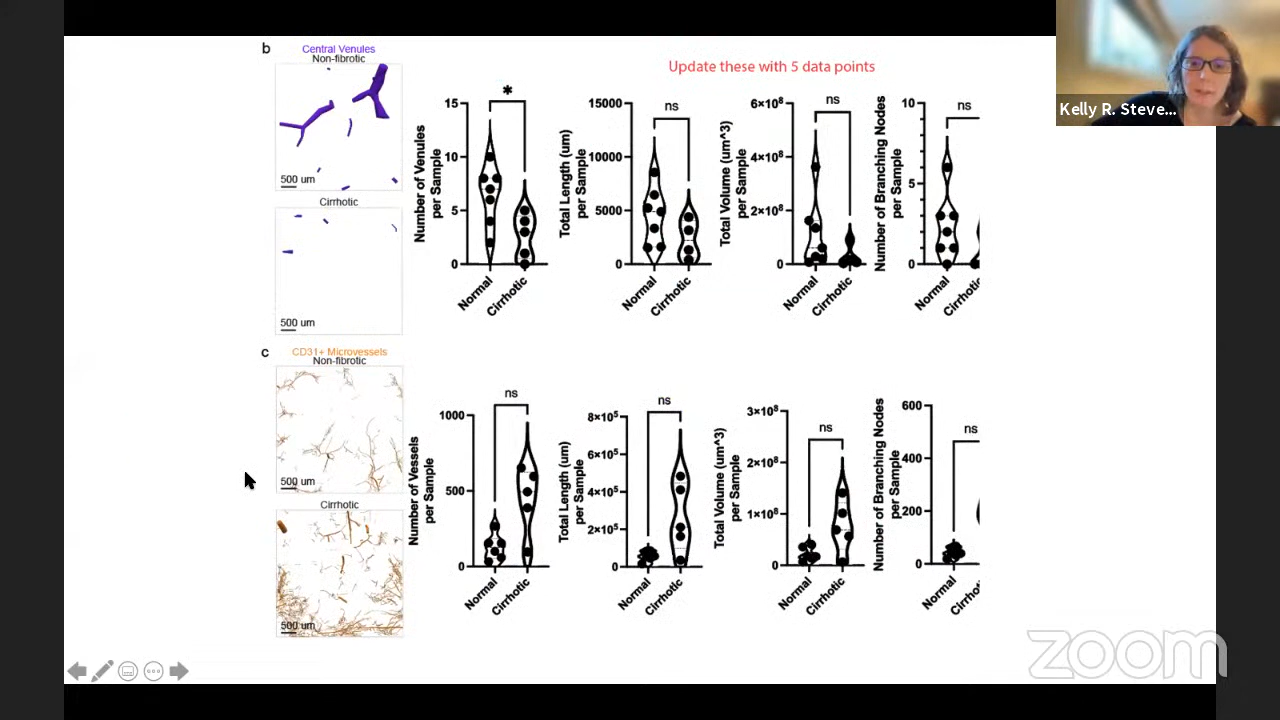 b
Central Venules
Non-fibrotic
500 um
Cirrhotic
500 um
Update these with 5 data points
Number of Venules
per Sample
15
10
5
0
*
Normal
Cirrhotic
Total Length (um)
per Sample
15000
10000
5000
0
ns
Normal
Cirrhotic
Total Volume (um^3)
per Sample
6×10⁸
4×10⁸
2×10⁸
0
ns
Normal
Cirrhotic
Number of Branching Nodes
per Sample
10
5
0
ns
Normal
Cirrhotic
Kelly R. Steve...
c
CD31+ Microvessels
Non-fibrotic
500 um
Cirrhotic
500 um
Number of Vessels
per Sample
1000
500
0
ns
Normal
Cirrhotic
Total Length (um)
per Sample
8×10⁵
6×10⁵
4×10⁵
2×10⁵
0
ns
Normal
Cirrhotic
Total Volume (um^3)
per Sample
3×10⁸
2×10⁸
1×10⁸
0
ns
Normal
Cirrhotic
Number of Branching Nodes
per Sample
600
400
200
0
ns
Normal
zoom